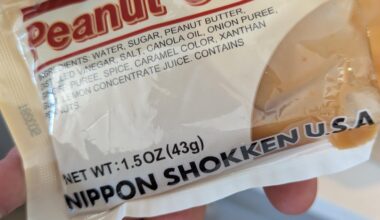 Peanut
INGREDIENTS: WATER, SUGAR, PEANUT BUTTER,
VINEGAR, SALT, CANOLA OIL, ONION PUREE,
PUREE, SPICE, CARAMEL COLOR, XANTHAN
LEMON CONCENTRATE JUICE. CONTAINS
NET WT: 1.5OZ (43g)
NIPPON SHOKKEN U.S.A